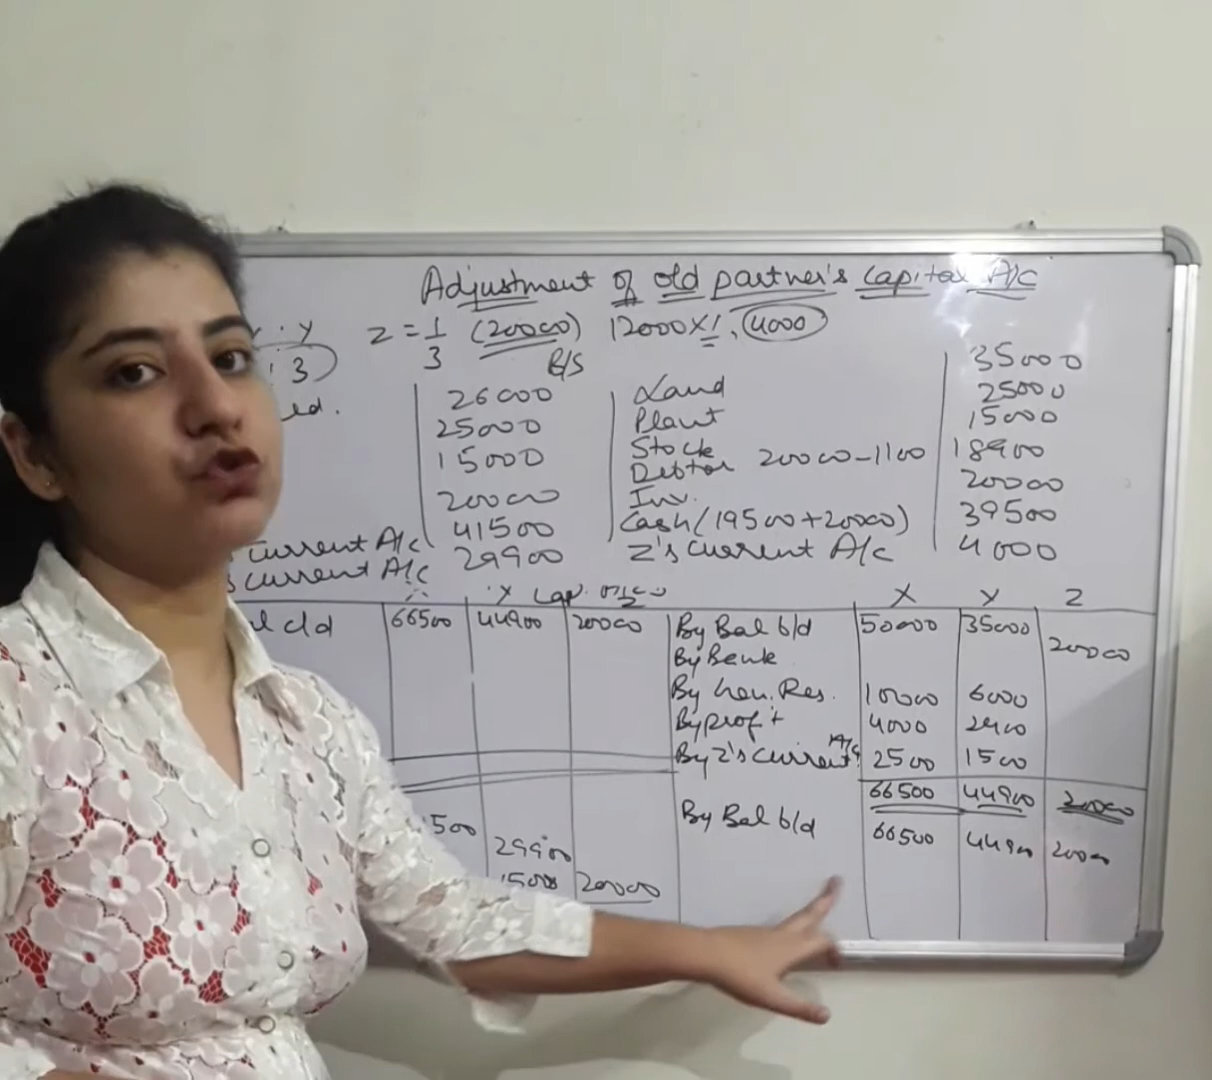 Adjustment of old partner's Capital A/c
Y
3
Z = 1/3 (20000) 12000 X 1 4000
B/S
ed.
26000 Land 35000
25000 Plant 25000
15000 Stock 15000
Debtor 20000-1100 18900
20000 Inv. 20000
41500 Cash (19500+20000) 39500
Current A/c 29900 Z's current A/c 4000
s current A/c
X Y Z
d c/d 66500 44900 20000 By Bal b/d 50000 35000
By Bank 20000
By Gen. Res. 10000 6000
By profit 4000 2400
By Z's current A/c 2500 1500
66500 44900 20000
500 By Bal b/d 66500 44900 20000
29900
15000 20000